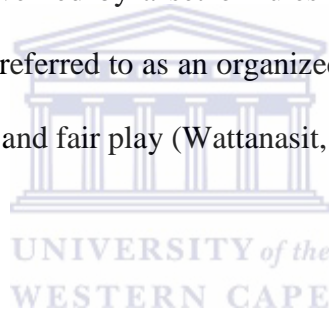 referred to as an organized
and fair play (Wattanasit,
UNIVERSITY of the
WESTERN CAPE